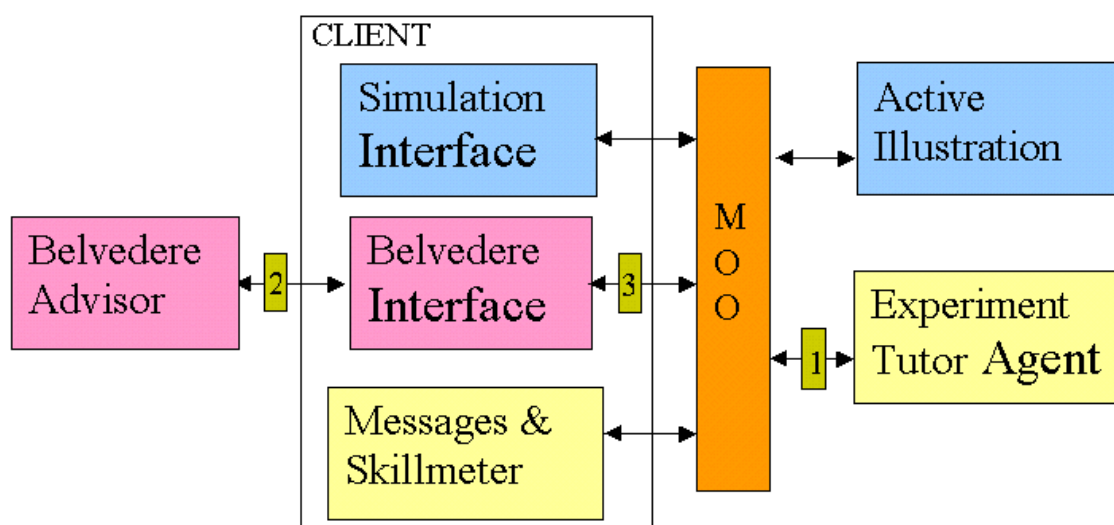 CLIENT
Simulation
Interface
Active
Illustration
Belvedere
Advisor
2
Belvedere
Interface
3
M
O
O
Experiment
Tutor Agent
1
Messages &
Skillmeter